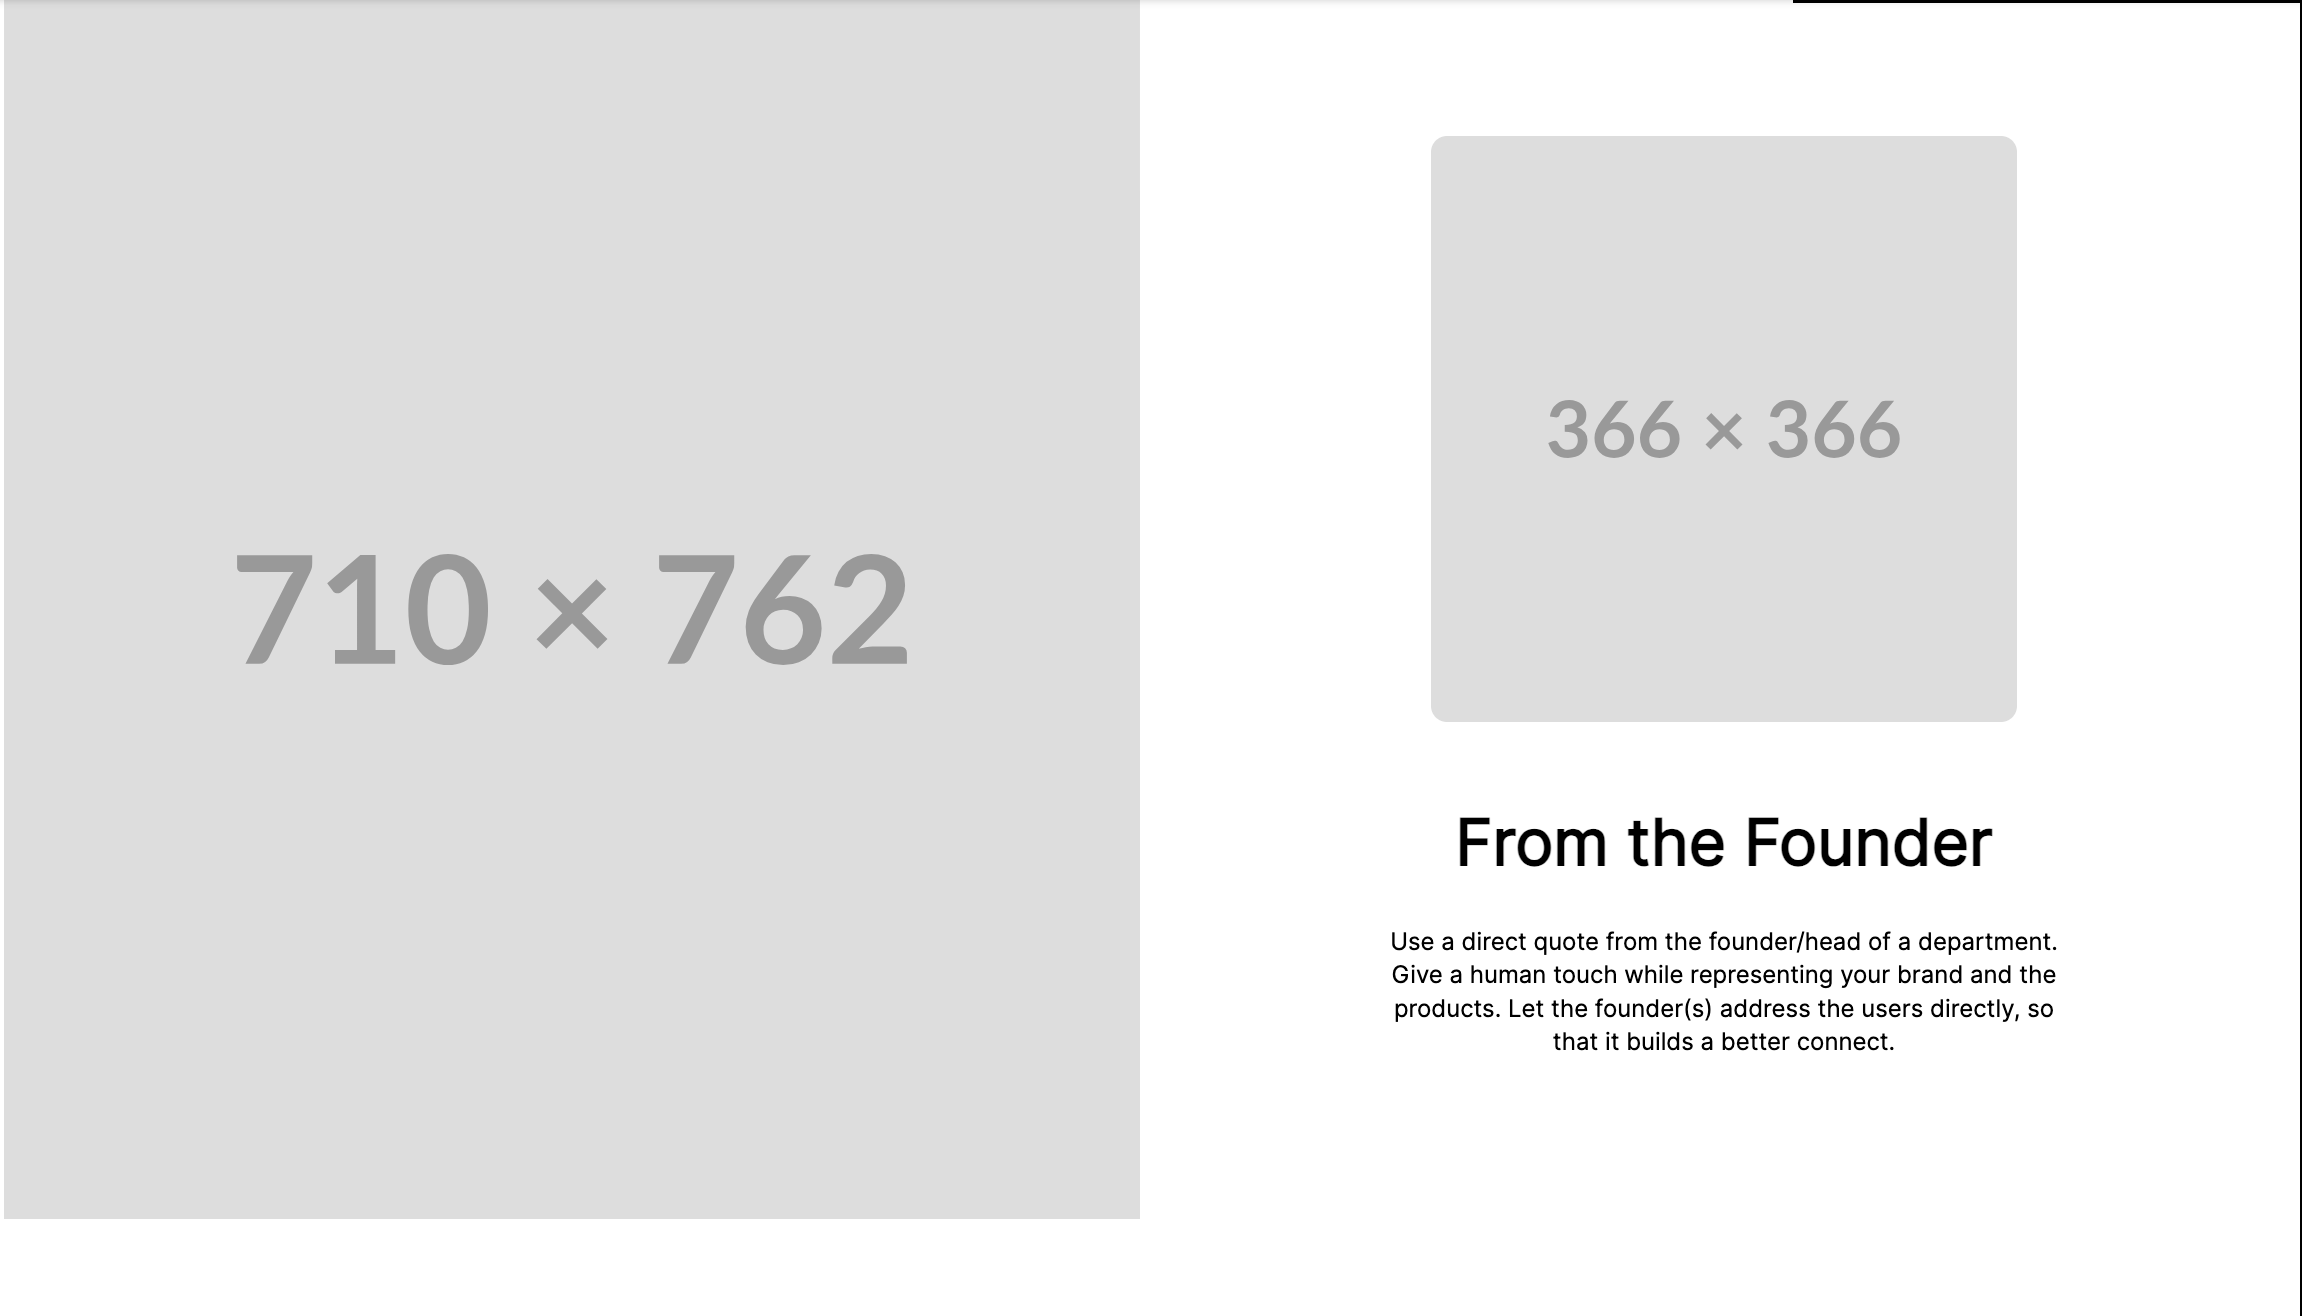 710 × 762
366 × 366
From the Founder
Use a direct quote from the founder/head of a department.
Give a human touch while representing your brand and the
products. Let the founder(s) address the users directly, so
that it builds a better connect.